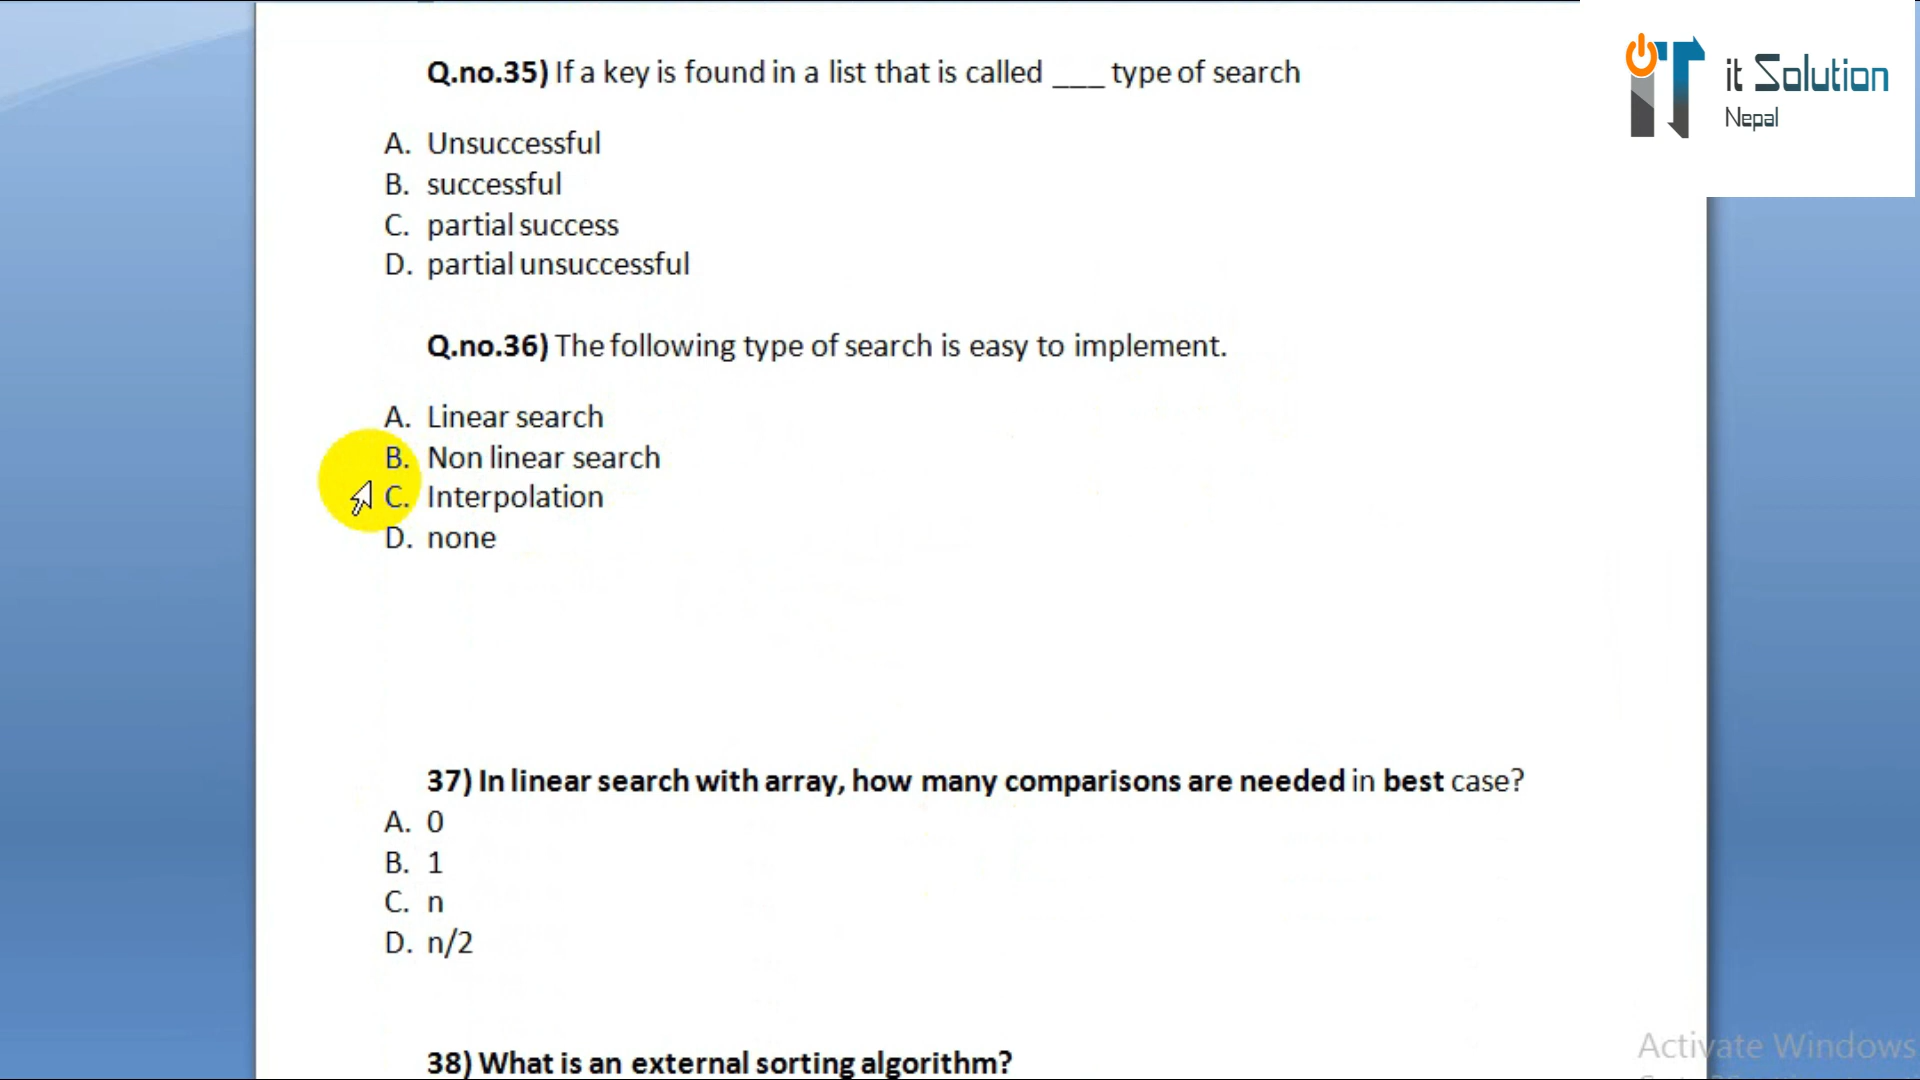 it Solution
Nepal
Q.no.35) If a key is found in a list that is called ___ type of search
A. Unsuccessful
B. successful
C. partial success
D. partial unsuccessful
Q.no.36) The following type of search is easy to implement.
A. Linear search
B. Non linear search
C. Interpolation
D. none
37) In linear search with array, how many comparisons are needed in best case?
A. 0
B. 1
C. n
D. n/2
38) What is an external sorting algorithm?
Activate Windows